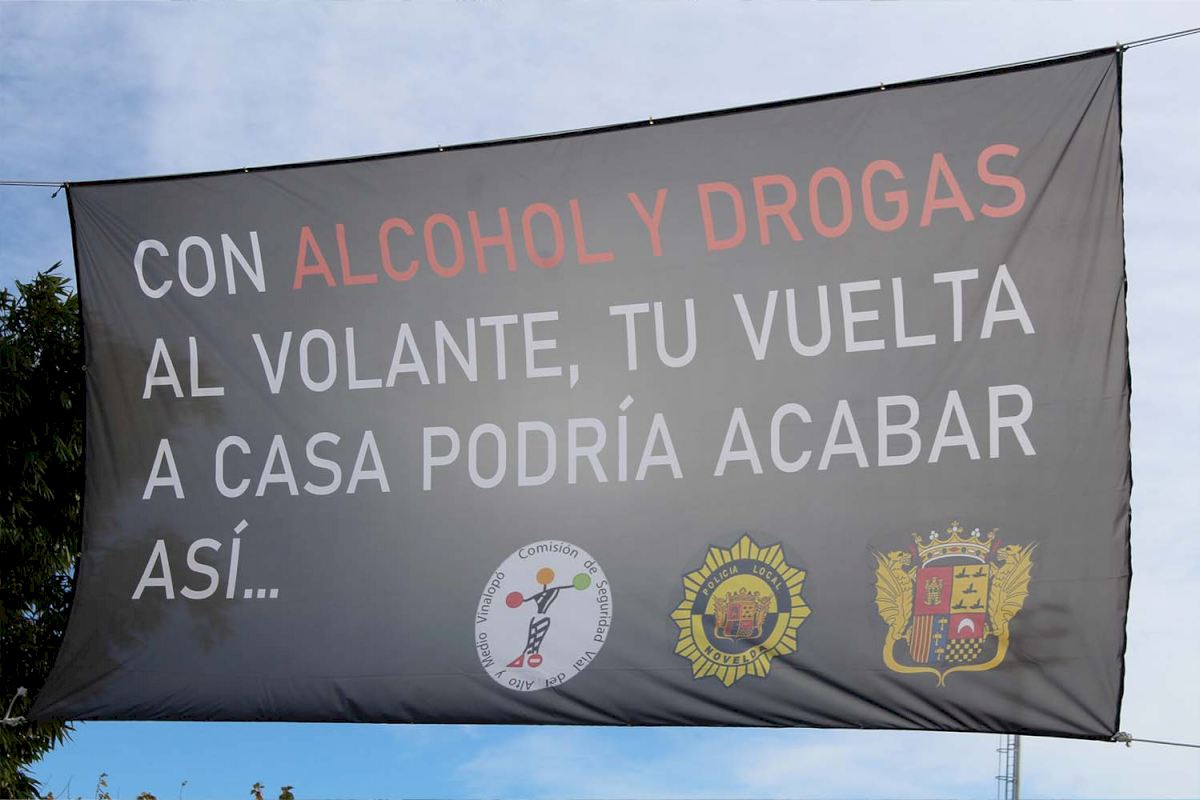 CON ALCOHOL Y DROGAS
AL VOLANTE, TU VUELTA
A CASA PODRÍA ACABAR
ASÍ...
Comisión de Seguridad Vial del Alto y Medio Vinalopó
POLICIA LOCAL
NOVELDA